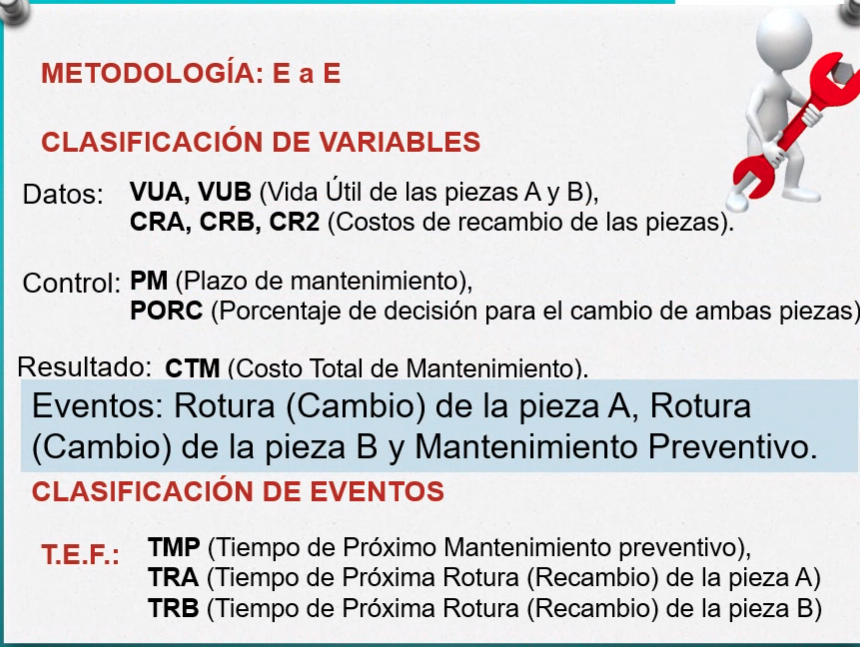 METODOLOGÍA: E a E
CLASIFICACIÓN DE VARIABLES
Datos: VUA, VUB (Vida Útil de las piezas A y B),
CRA, CRB, CR2 (Costos de recambio de las piezas).
Control: PM (Plazo de mantenimiento),
PORC (Porcentaje de decisión para el cambio de ambas piezas)
Resultado: CTM (Costo Total de Mantenimiento).
Eventos: Rotura (Cambio) de la pieza A, Rotura
(Cambio) de la pieza B y Mantenimiento Preventivo.
CLASIFICACIÓN DE EVENTOS
T.E.F.: TMP (Tiempo de Próximo Mantenimiento preventivo),
TRA (Tiempo de Próxima Rotura (Recambio) de la pieza A)
TRB (Tiempo de Próxima Rotura (Recambio) de la pieza B)